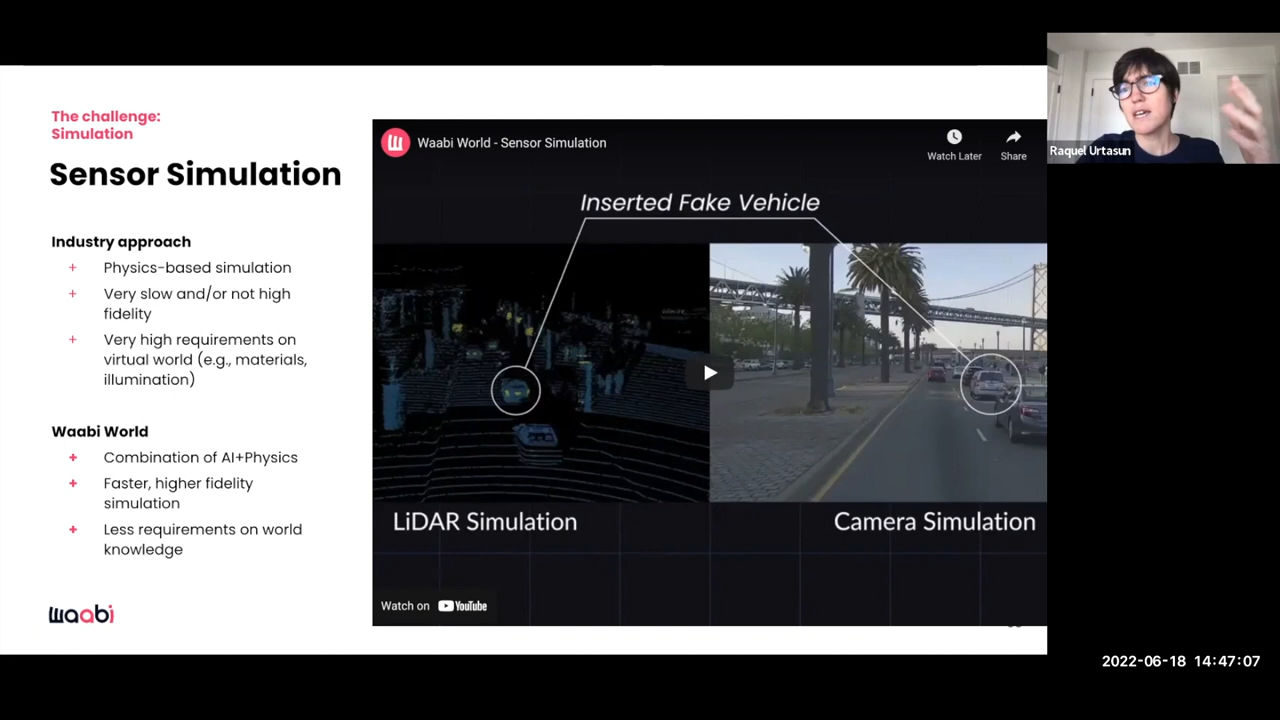 The challenge:
Simulation
Sensor Simulation
Industry approach
+ Physics-based simulation
+ Very slow and/or not high
fidelity
+ Very high requirements on
virtual world (e.g., materials,
illumination)
Waabi World
+ Combination of AI+Physics
+ Faster, higher fidelity
simulation
+ Less requirements on world
knowledge
waabi
Waabi World - Sensor Simulation
Watch Later
Share
Inserted Fake Vehicle
LiDAR Simulation
Camera Simulation
Watch on YouTube
Raquel Urtasun
2022-06-18 14:47:07